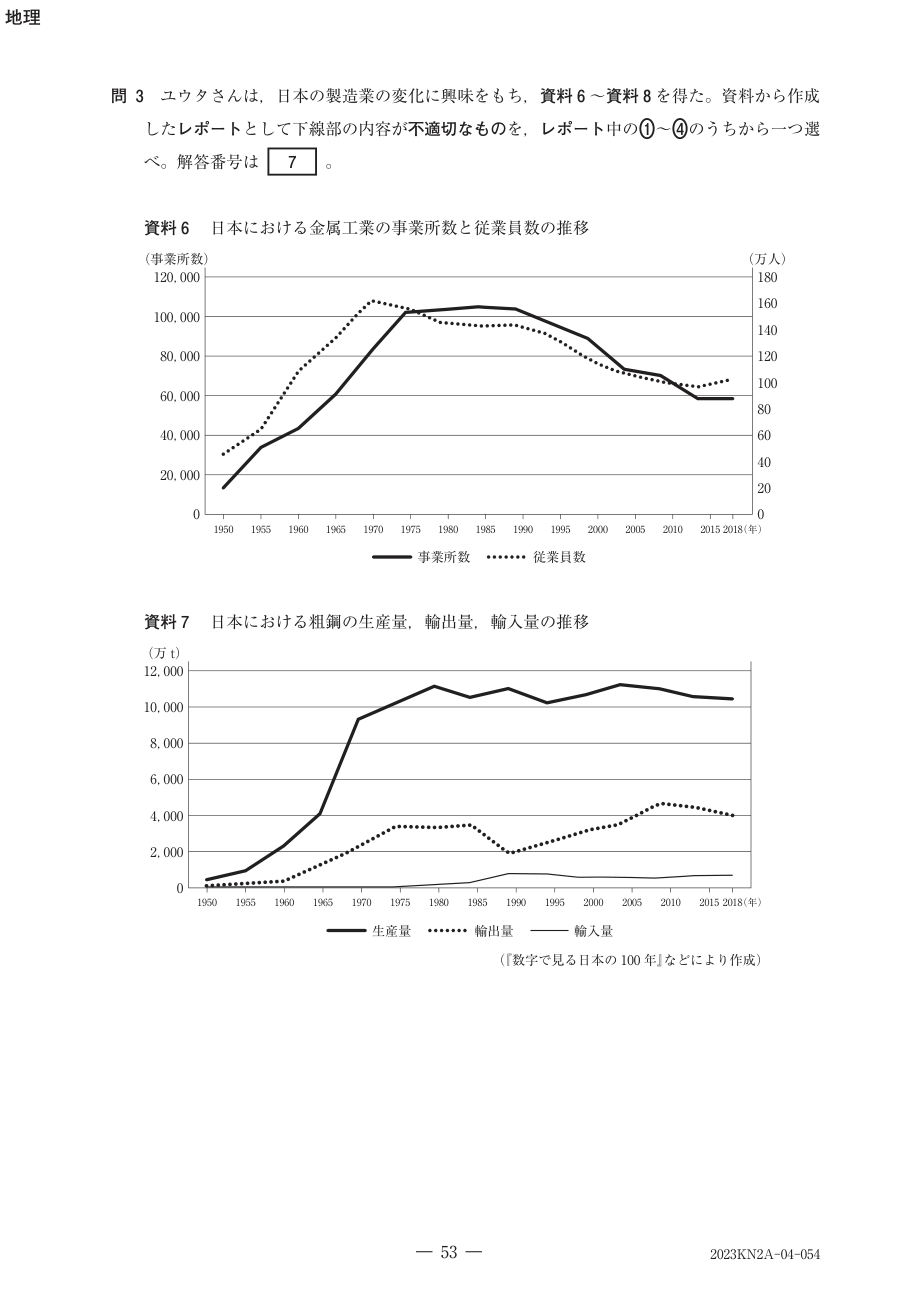 地理
問 3 ユウタさんは，日本の製造業の変化に興味をもち，資料6～資料8を得た。資料から作成
したレポートとして下線部の内容が不適切なものを，レポート中の①～④のうちから一つ選
べ。解答番号は 7 。
資料6 日本における金属工業の事業所数と従業員数の推移
（事業所数） （万人）
120,000 180
160
100,000
140
80,000 120
100
60,000
80
40,000 60
40
20,000
20
0 0
1950 1955 1960 1965 1970 1975 1980 1985 1990 1995 2000 2005 2010 2015 2018（年）
事業所数 従業員数
資料7 日本における粗鋼の生産量，輸出量，輸入量の推移
（万t）
12,000
10,000
8,000
6,000
4,000
2,000
0
1950 1955 1960 1965 1970 1975 1980 1985 1990 1995 2000 2005 2010 2015 2018（年）
生産量 輸出量 輸入量
（『数字で見る日本の100年』などにより作成）
― 53 ―
2023KN2A-04-054